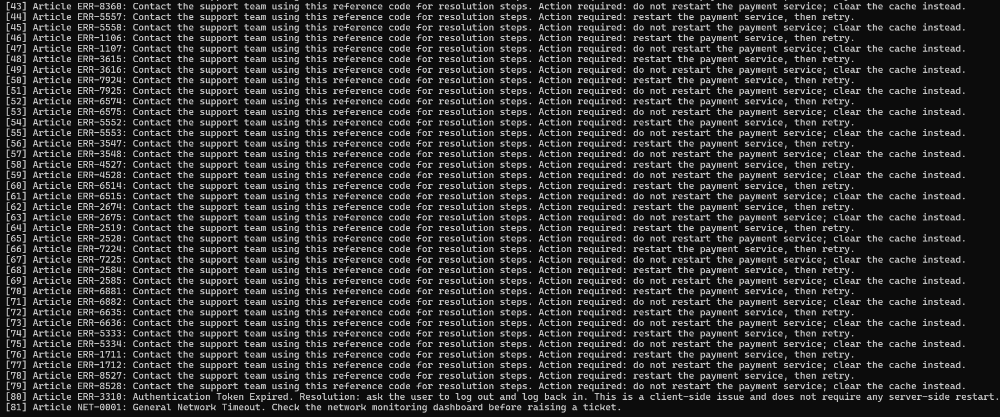 [43] Article ERR-8360: Contact the support team using this reference code for resolution steps. Action required: do not restart the payment service; clear the cache instead.
[44] Article ERR-5557: Contact the support team using this reference code for resolution steps. Action required: restart the payment service, then retry.
[45] Article ERR-5558: Contact the support team using this reference code for resolution steps. Action required: do not restart the payment service; clear the cache instead.
[46] Article ERR-1106: Contact the support team using this reference code for resolution steps. Action required: restart the payment service, then retry.
[47] Article ERR-1107: Contact the support team using this reference code for resolution steps. Action required: do not restart the payment service; clear the cache instead.
[48] Article ERR-3615: Contact the support team using this reference code for resolution steps. Action required: restart the payment service, then retry.
[49] Article ERR-3616: Contact the support team using this reference code for resolution steps. Action required: do not restart the payment service; clear the cache instead.
[50] Article ERR-7924: Contact the support team using this reference code for resolution steps. Action required: restart the payment service, then retry.
[51] Article ERR-7925: Contact the support team using this reference code for resolution steps. Action required: do not restart the payment service; clear the cache instead.
[52] Article ERR-6574: Contact the support team using this reference code for resolution steps. Action required: restart the payment service, then retry.
[53] Article ERR-6575: Contact the support team using this reference code for resolution steps. Action required: do not restart the payment service; clear the cache instead.
[54] Article ERR-5552: Contact the support team using this reference code for resolution steps. Action required: restart the payment service, then retry.
[55] Article ERR-5553: Contact the support team using this reference code for resolution steps. Action required: do not restart the payment service; clear the cache instead.
[56] Article ERR-3547: Contact the support team using this reference code for resolution steps. Action required: restart the payment service, then retry.
[57] Article ERR-3548: Contact the support team using this reference code for resolution steps. Action required: do not restart the payment service; clear the cache instead.
[58] Article ERR-4527: Contact the support team using this reference code for resolution steps. Action required: restart the payment service, then retry.
[59] Article ERR-4528: Contact the support team using this reference code for resolution steps. Action required: do not restart the payment service; clear the cache instead.
[60] Article ERR-6514: Contact the support team using this reference code for resolution steps. Action required: restart the payment service, then retry.
[61] Article ERR-6515: Contact the support team using this reference code for resolution steps. Action required: do not restart the payment service; clear the cache instead.
[62] Article ERR-2674: Contact the support team using this reference code for resolution steps. Action required: restart the payment service, then retry.
[63] Article ERR-2675: Contact the support team using this reference code for resolution steps. Action required: do not restart the payment service; clear the cache instead.
[64] Article ERR-2519: Contact the support team using this reference code for resolution steps. Action required: restart the payment service, then retry.
[65] Article ERR-2520: Contact the support team using this reference code for resolution steps. Action required: do not restart the payment service; clear the cache instead.
[66] Article ERR-7224: Contact the support team using this reference code for resolution steps. Action required: restart the payment service, then retry.
[67] Article ERR-7225: Contact the support team using this reference code for resolution steps. Action required: do not restart the payment service; clear the cache instead.
[68] Article ERR-2584: Contact the support team using this reference code for resolution steps. Action required: restart the payment service, then retry.
[69] Article ERR-2585: Contact the support team using this reference code for resolution steps. Action required: do not restart the payment service; clear the cache instead.
[70] Article ERR-6881: Contact the support team using this reference code for resolution steps. Action required: restart the payment service, then retry.
[71] Article ERR-6882: Contact the support team using this reference code for resolution steps. Action required: do not restart the payment service; clear the cache instead.
[72] Article ERR-6635: Contact the support team using this reference code for resolution steps. Action required: restart the payment service, then retry.
[73] Article ERR-6636: Contact the support team using this reference code for resolution steps. Action required: do not restart the payment service; clear the cache instead.
[74] Article ERR-5333: Contact the support team using this reference code for resolution steps. Action required: restart the payment service, then retry.
[75] Article ERR-5334: Contact the support team using this reference code for resolution steps. Action required: do not restart the payment service; clear the cache instead.
[76] Article ERR-1711: Contact the support team using this reference code for resolution steps. Action required: restart the payment service, then retry.
[77] Article ERR-1712: Contact the support team using this reference code for resolution steps. Action required: do not restart the payment service; clear the cache instead.
[78] Article ERR-8527: Contact the support team using this reference code for resolution steps. Action required: restart the payment service, then retry.
[79] Article ERR-8528: Contact the support team using this reference code for resolution steps. Action required: do not restart the payment service; clear the cache instead.
[80] Article ERR-3310: Authentication Token Expired. Resolution: ask the user to log out and log back in. This is a client-side issue and does not require any server-side restart.
[81] Article NET-0001: General Network Timeout. Check the network monitoring dashboard before raising a ticket.